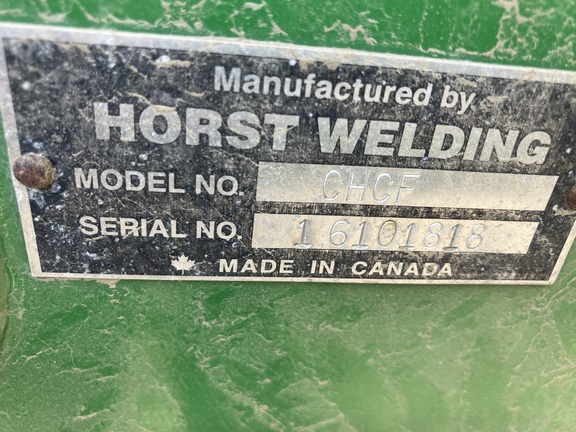 Manufactured by
HORST WELDING
MODEL NO. CHCF
SERIAL NO. 16101818
MADE IN CANADA